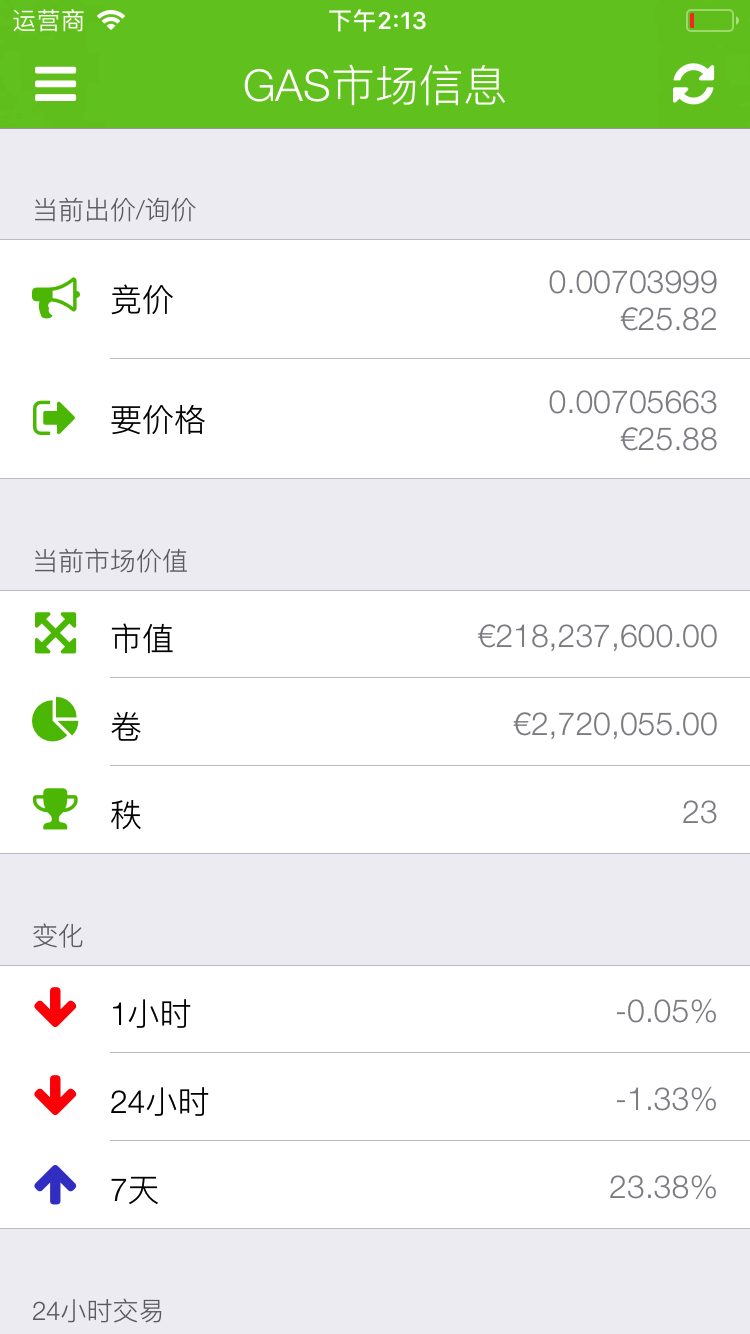 运营商 下午2:13
GAS市场信息
当前出价/询价
竞价 0.00703999
€25.82
要价格 0.00705663
€25.88
当前市场价值
市值 €218,237,600.00
卷 €2,720,055.00
秩 23
变化
1小时 -0.05%
24小时 -1.33%
7天 23.38%
24小时交易